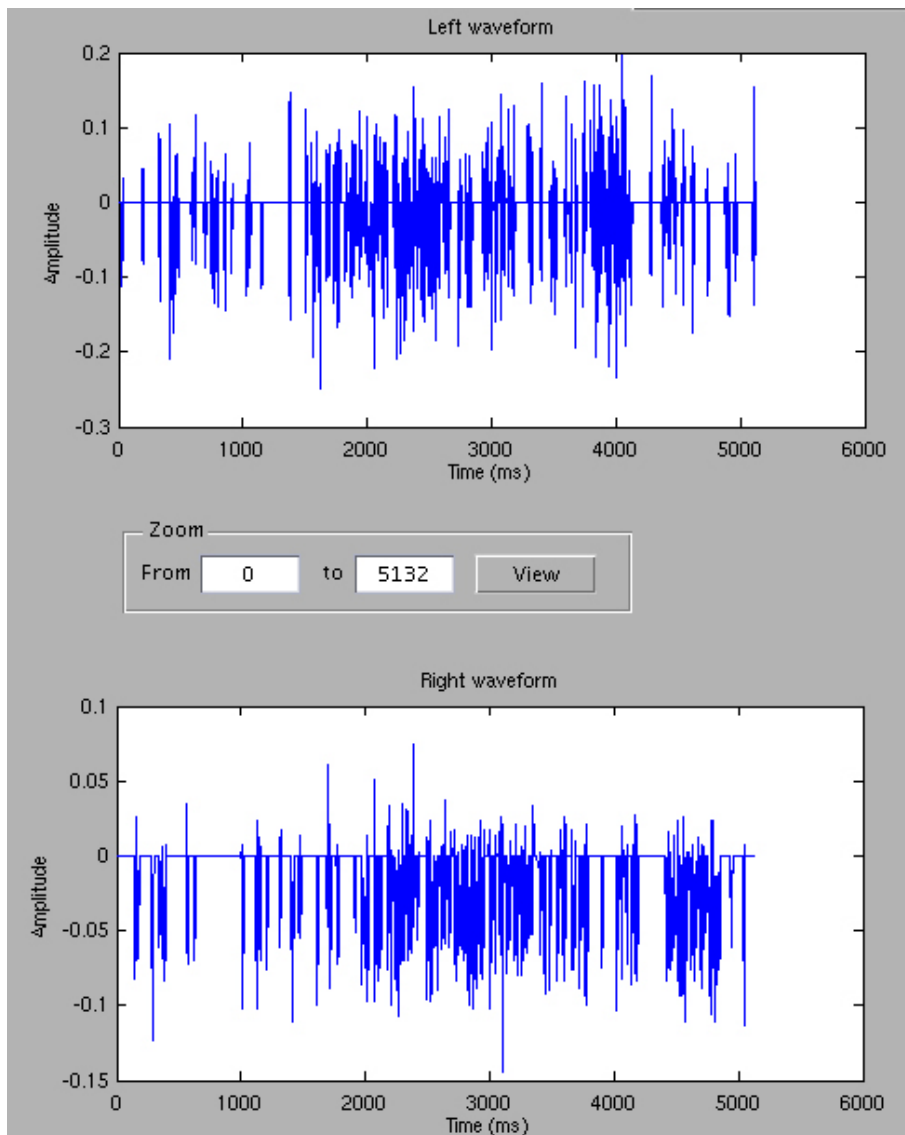 Left waveform
0.2
0.1
0
-0.1
-0.2
-0.3
Amplitude
0 1000 2000 3000 4000 5000 6000
Time (ms)
Zoom
From 0 to 5132 View
Right waveform
0.1
0.05
0
-0.05
-0.1
-0.15
Amplitude
0 1000 2000 3000 4000 5000 6000
Time (ms)